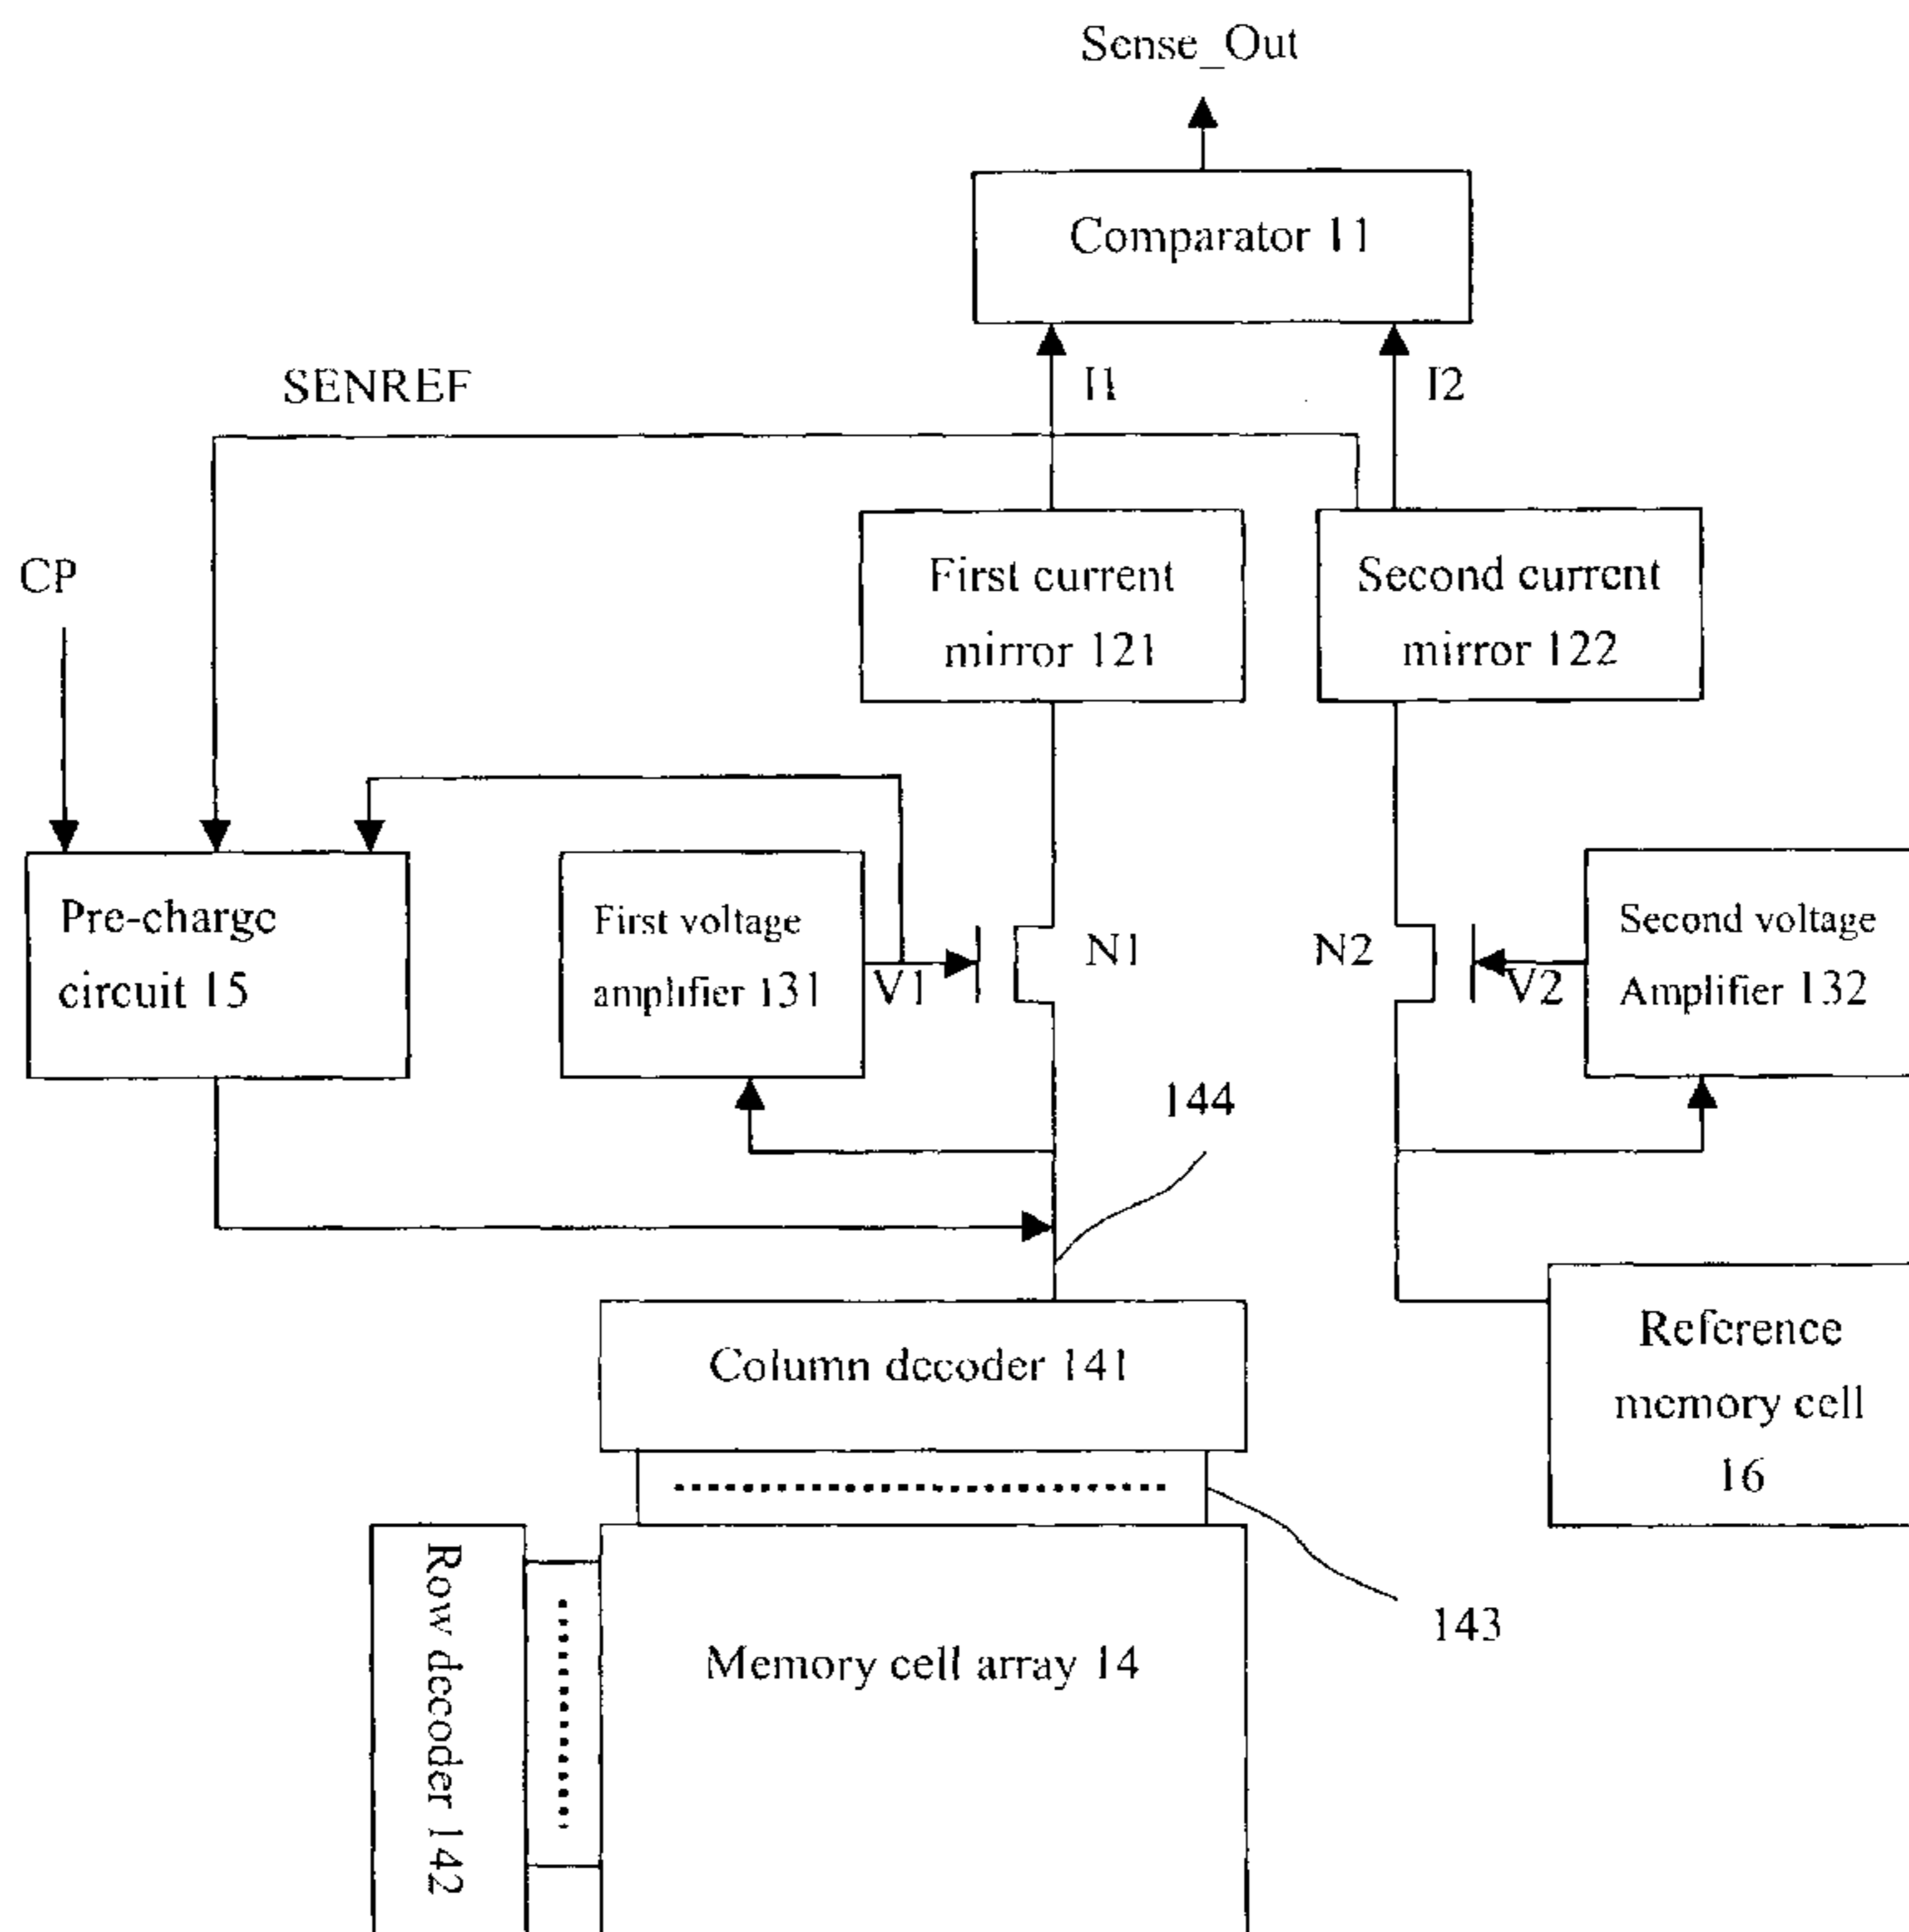 Sense_Out
Comparator 11
SENREF
I1
I2
CP
First current
mirror 121
Second current
mirror 122
Pre-charge
circuit 15
First voltage
amplifier 131
V1
N1
N2
V2
Second voltage
Amplifier 132
144
Column decoder 141
Reference
memory cell
16
143
Row decoder 142
Memory cell array 14